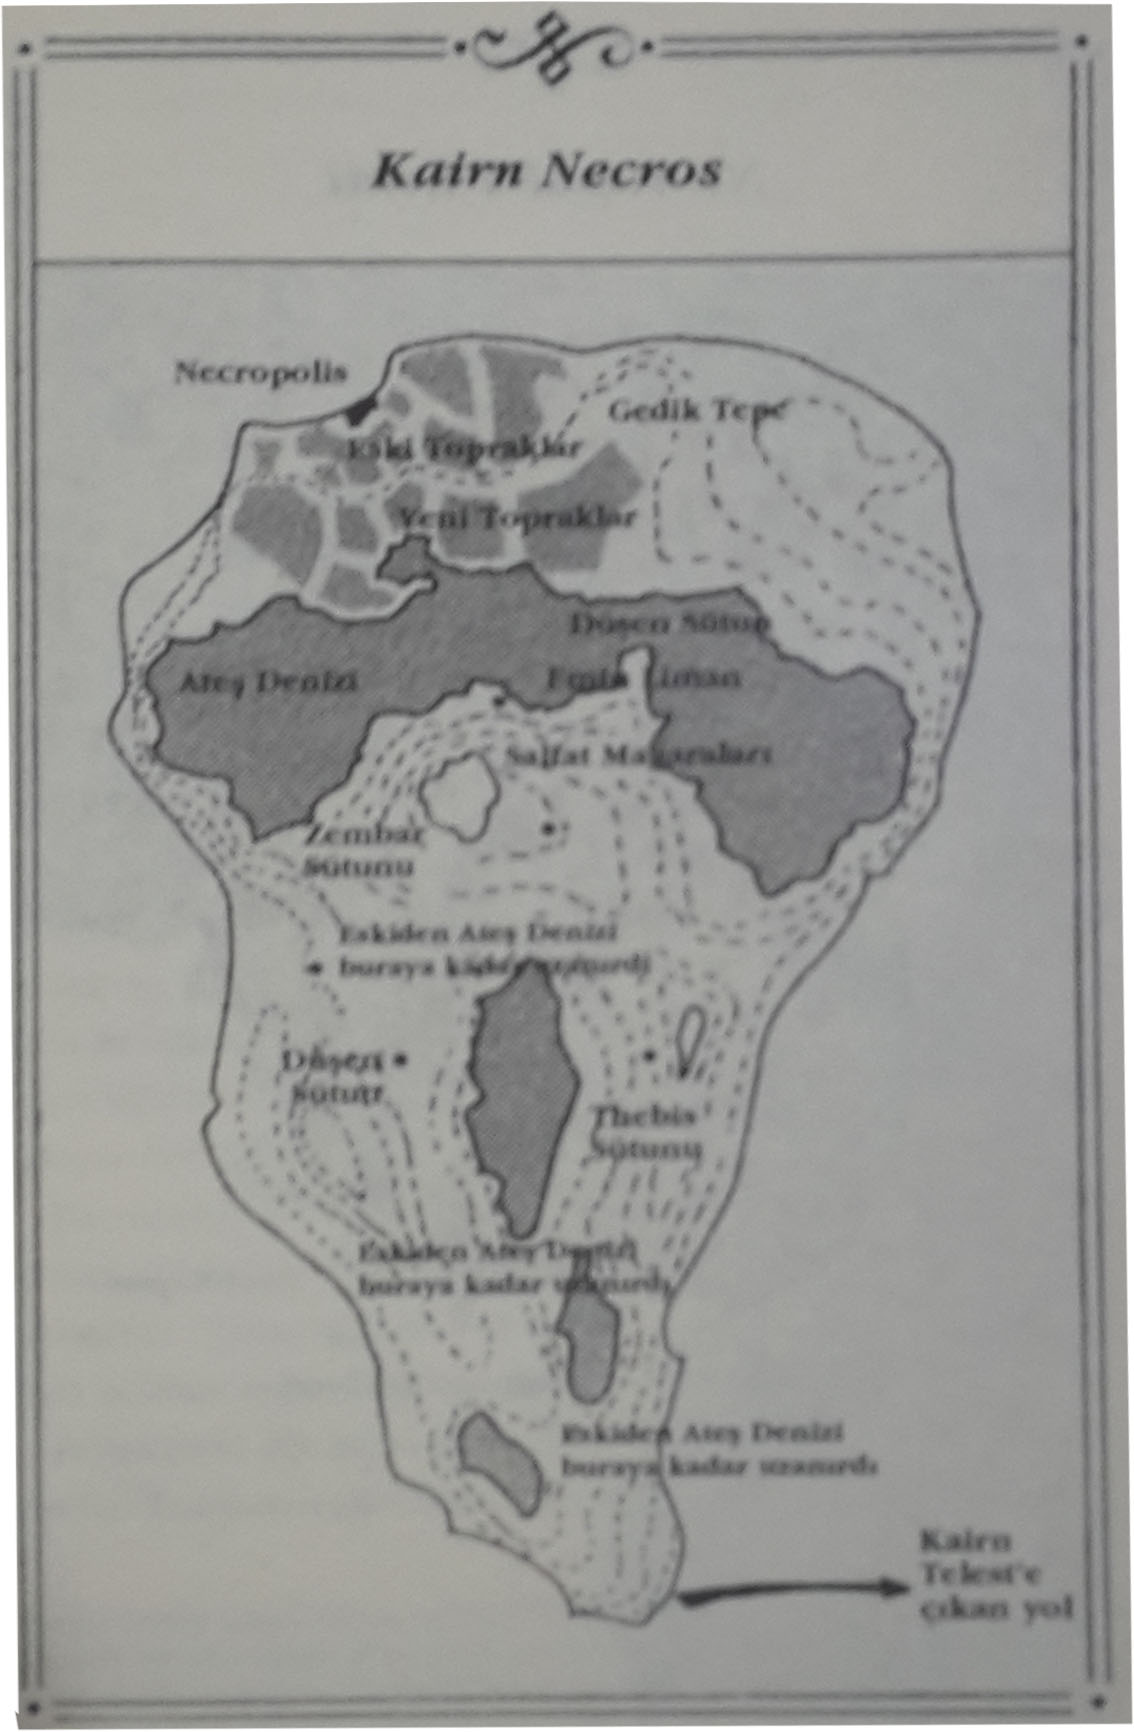 Kairn Necros
Necropolis
Gedik Tepe
Eski Topraklar
Yeni Topraklar
Düşen Sütun
Ateş Denizi
Emin Liman
Salfat Mağaraları
Zembar
Sütunu
Eskiden Ateş Denizi
buraya kadar uzanırdı
Düşen
Sütun
Thebis
Sütunu
Eskiden Ateş Denizi
buraya kadar uzanırdı
Eskiden Ateş Denizi
buraya kadar uzanırdı
Kairn
Telest'e
çıkan yol